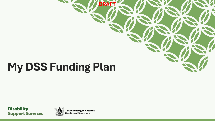 DRAFT
My DSS Funding Plan
Disability
Support Services